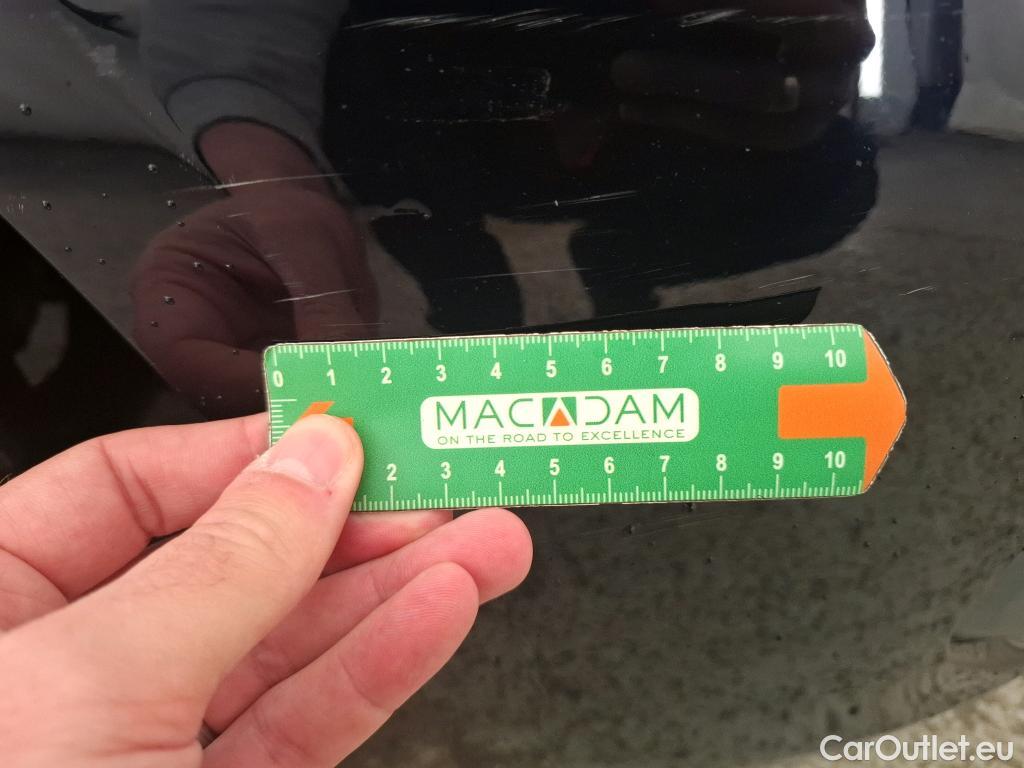 0 1 2 3 4 5 6 7 8 9 10
MACADAM
ON THE ROAD TO EXCELLENCE
2 3 4 5 6 7 8 9 10
CarOutlet.eu